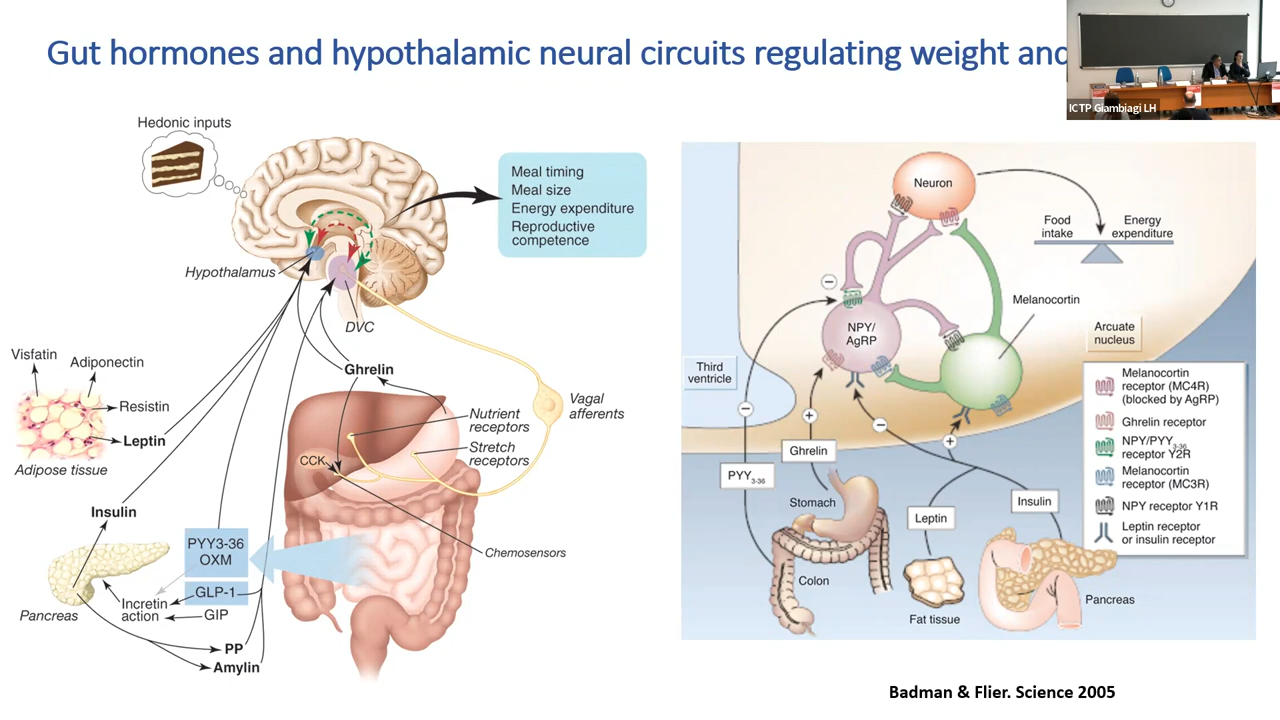 Gut hormones and hypothalamic neural circuits regulating weight and
ICTP Giambiagi LH
Hedonic inputs
Meal timing
Meal size
Energy expenditure
Reproductive
competence
Hypothalamus
DVC
Visfatin
Adiponectin
Resistin
Leptin
Adipose tissue
Ghrelin
Vagal
afferents
Nutrient
receptors
Stretch
receptors
CCK
Chemosensors
Insulin
Pancreas
PYY3-36
OXM
GLP-1
Incretin
action
GIP
PP
Amylin
Neuron
Food
intake
Energy
expenditure
Melanocortin
NPY/
AgRP
Arcuate
nucleus
Third
ventricle
−
−
+
−
+
Ghrelin
PYY3-36
Stomach
Colon
Leptin
Fat tissue
Insulin
Pancreas
Melanocortin
receptor (MC4R)
(blocked by AgRP)
Ghrelin receptor
NPY/PYY3-36
receptor Y2R
Melanocortin
receptor (MC3R)
NPY receptor Y1R
Leptin receptor
or insulin receptor
Badman & Flier. Science 2005